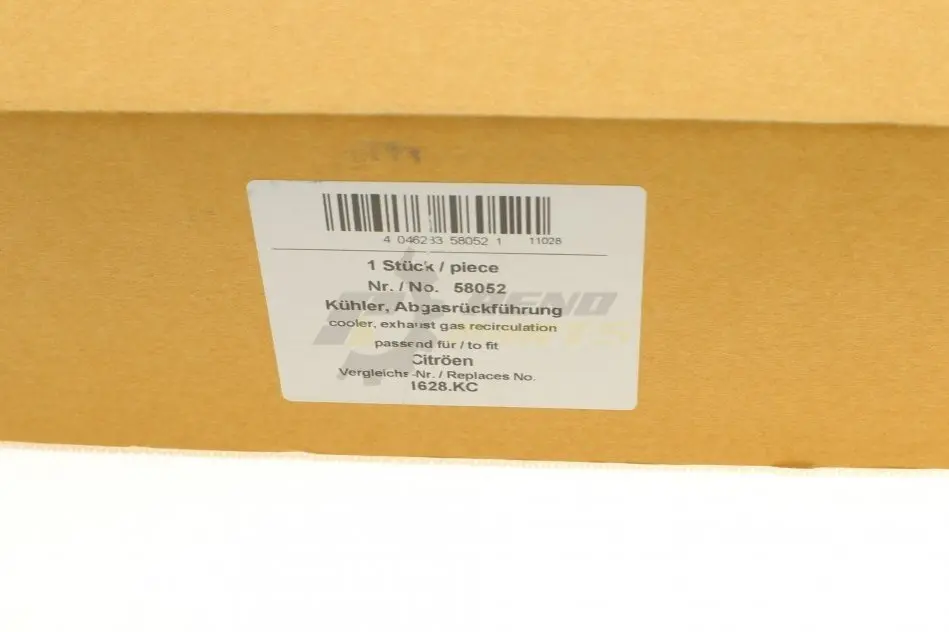 4 046233 58052 1 11028
1 Stück / piece
Nr. / No. 58052
Kühler, Abgasrückführung
cooler, exhaust gas recirculation
passend für / to fit
Citröen
Vergleichs-Nr. / Replaces No.
1628.KC